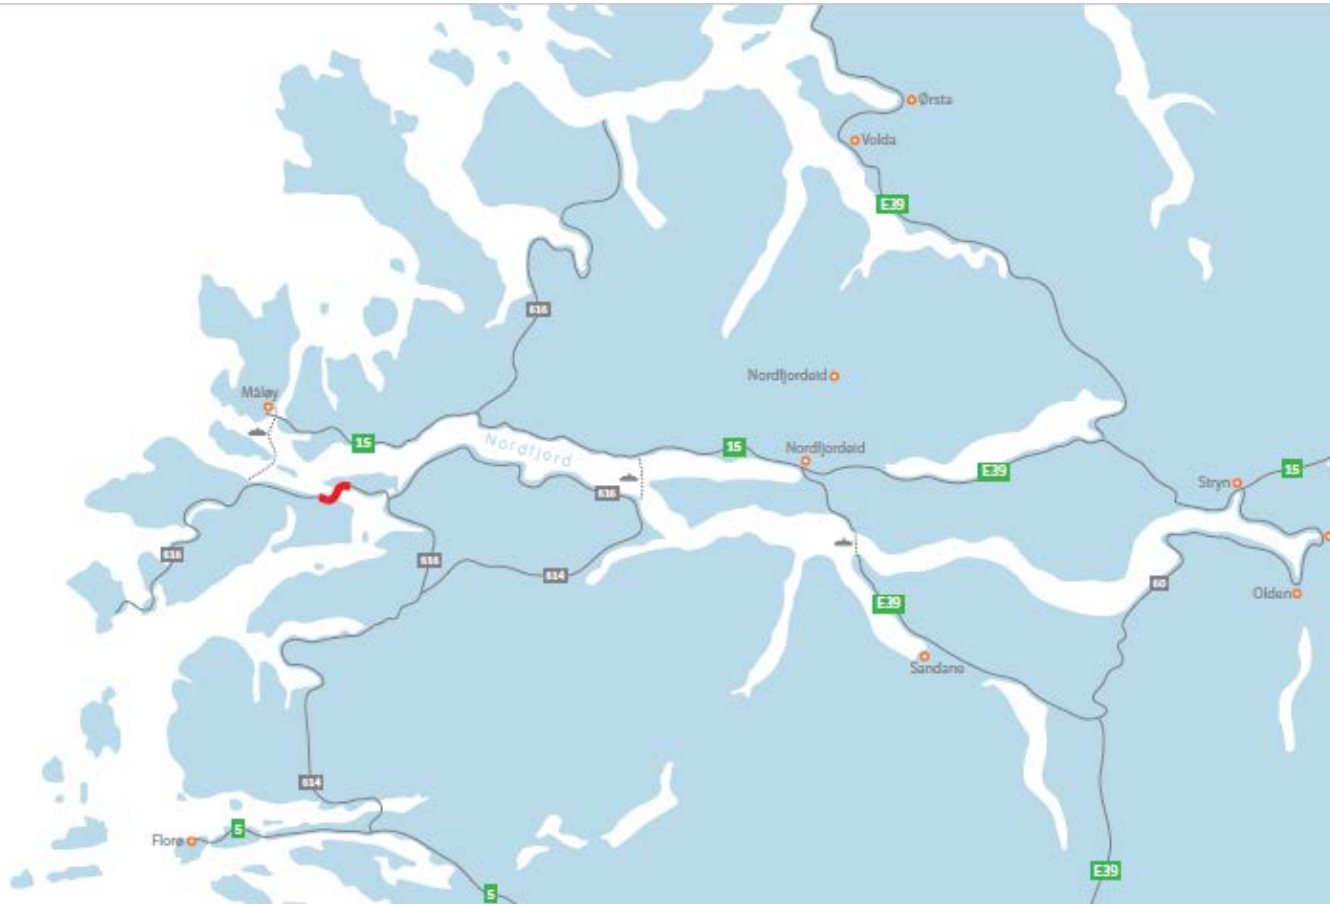 Ørsta
Volda
E39
616
Nordfjordeid
Måløy
15
Nordfjord
15
Nordfjordeid
E39
15
Stryn
616
616
616
614
60
Olden
E39
Sandane
614
5
Florø
E39
5